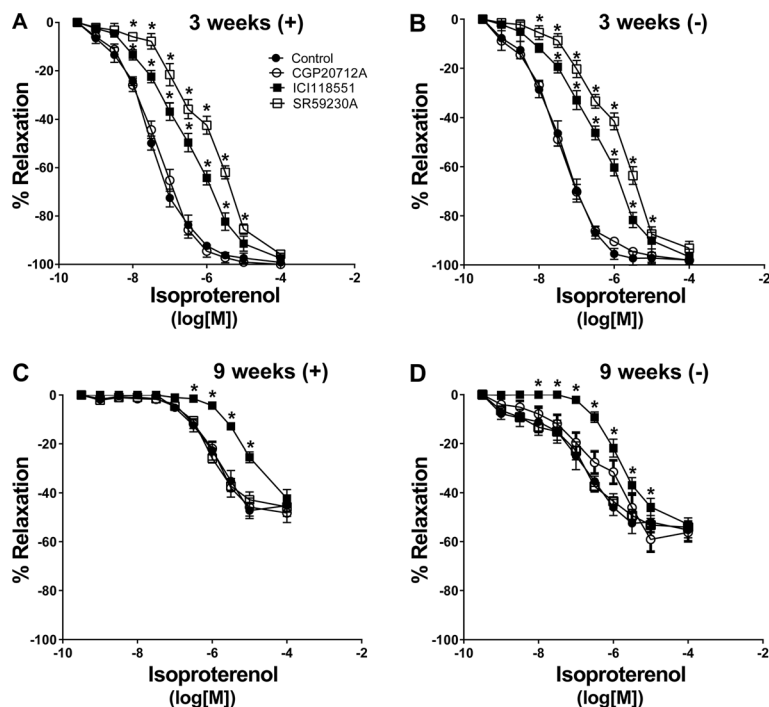 A
3 weeks (+)
0
-20
-40
-60
-80
-100
% Relaxation
* * * * * *
* * * * * *
*
Control
CGP20712A
ICI118551
SR59230A
-10 -8 -6 -4 -2
Isoproterenol
(log[M])
B
3 weeks (-)
0
-20
-40
-60
-80
-100
% Relaxation
* * * * * *
* * * * * *
*
-10 -8 -6 -4 -2
Isoproterenol
(log[M])
C
9 weeks (+)
0
-20
-40
-60
-80
-100
% Relaxation
* * * *
-10 -8 -6 -4 -2
Isoproterenol
(log[M])
D
9 weeks (-)
0
-20
-40
-60
-80
-100
% Relaxation
* * * * * * *
-10 -8 -6 -4 -2
Isoproterenol
(log[M])